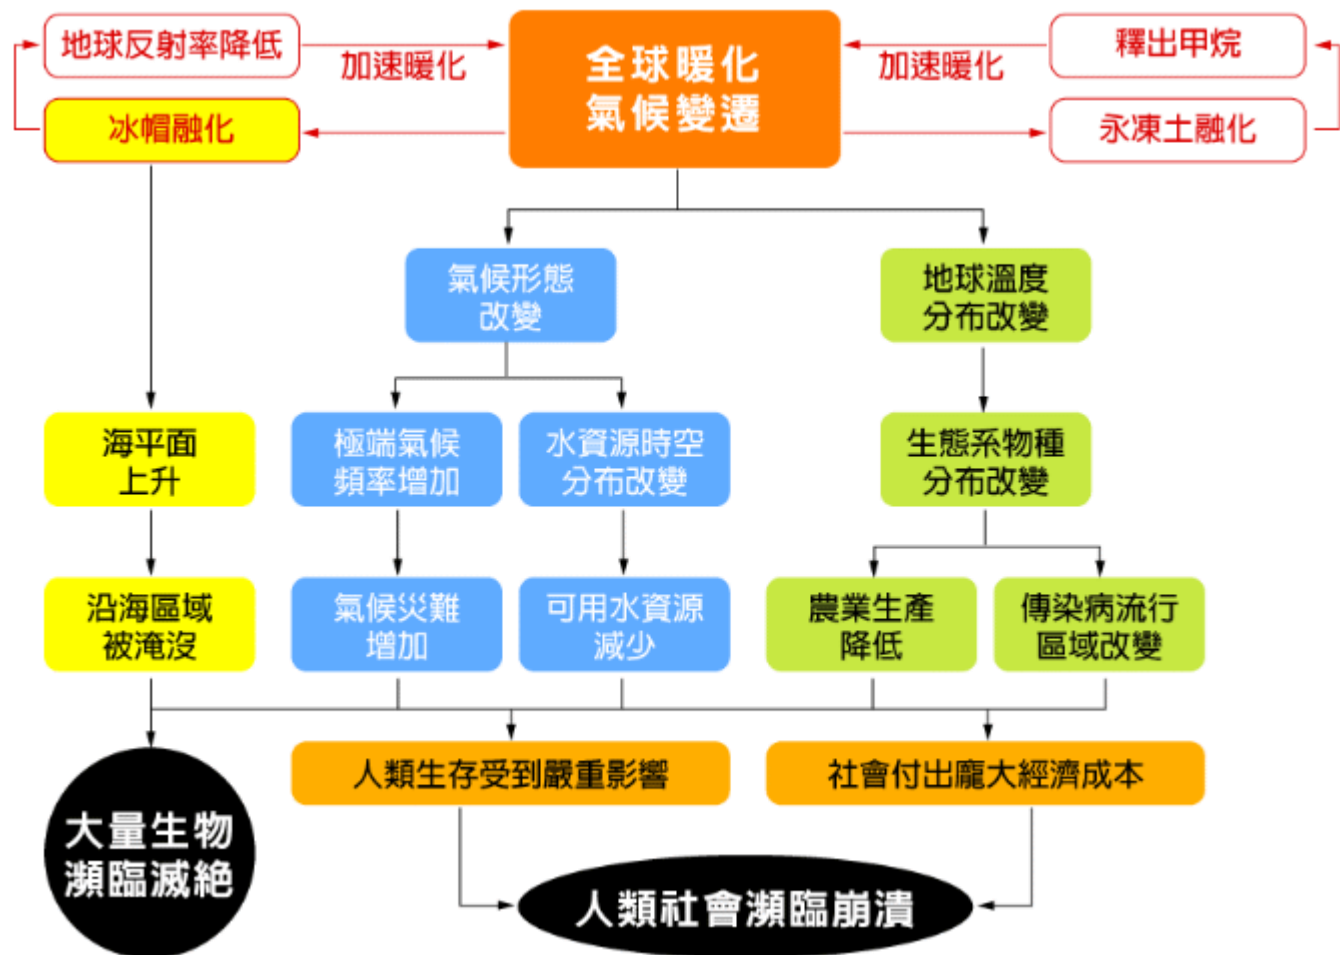 地球反射率降低
加速暖化
全球暖化
氣候變遷
加速暖化
釋出甲烷
冰帽融化
永凍土融化
氣候形態
改變
地球溫度
分布改變
海平面
上升
極端氣候
頻率增加
水資源時空
分布改變
生態系物種
分布改變
沿海區域
被淹沒
氣候災難
增加
可用水資源
減少
農業生產
降低
傳染病流行
區域改變
人類生存受到嚴重影響
社會付出龐大經濟成本
大量生物
瀕臨滅絕
人類社會瀕臨崩潰